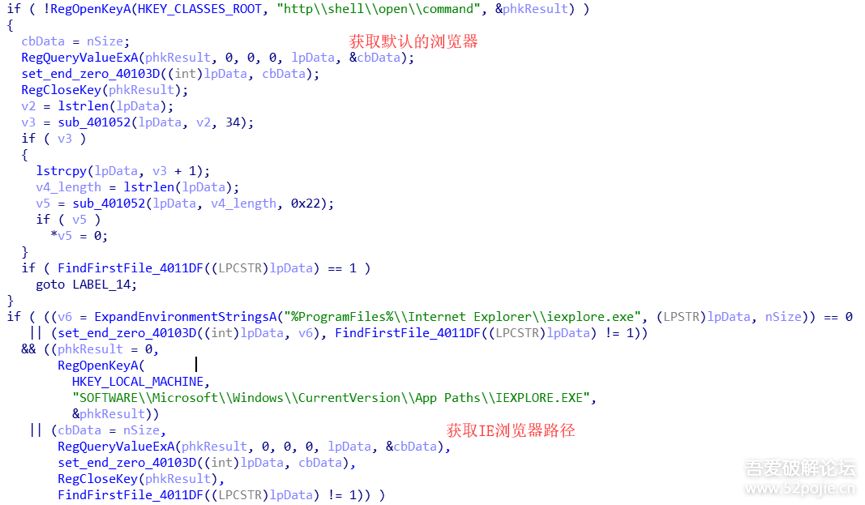 if ( !RegOpenKeyA(HKEY_CLASSES_ROOT, "http\\shell\\open\\command", &phkResult) )
{
cbData = nSize; 获取默认的浏览器
RegQueryValueExA(phkResult, 0, 0, 0, lpData, &cbData);
set_end_zero_40103D((int)lpData, cbData);
RegCloseKey(phkResult);
v2 = lstrlen(lpData);
v3 = sub_401052(lpData, v2, 34);
if ( v3 )
{
lstrcpy(lpData, v3 + 1);
v4_length = lstrlen(lpData);
v5 = sub_401052(lpData, v4_length, 0x22);
if ( v5 )
*v5 = 0;
}
if ( FindFirstFile_4011DF((LPCSTR)lpData) == 1 )
goto LABEL_14;
}
if ( ((v6 = ExpandEnvironmentStringsA("%ProgramFiles%\\Internet Explorer\\iexplore.exe", (LPSTR)lpData, nSize)) == 0
|| (set_end_zero_40103D((int)lpData, v6), FindFirstFile_4011DF((LPCSTR)lpData) != 1))
&& ((phkResult = 0,
RegOpenKeyA(
HKEY_LOCAL_MACHINE,
"SOFTWARE\\Microsoft\\Windows\\CurrentVersion\\App Paths\\IEXPLORE.EXE",
&phkResult))
|| (cbData = nSize, 获取IE浏览器路径
RegQueryValueExA(phkResult, 0, 0, 0, lpData, &cbData),
set_end_zero_40103D((int)lpData, cbData),
RegCloseKey(phkResult),
FindFirstFile_4011DF((LPCSTR)lpData) != 1)) )
吾爱破解论坛
www.52pojie.cn